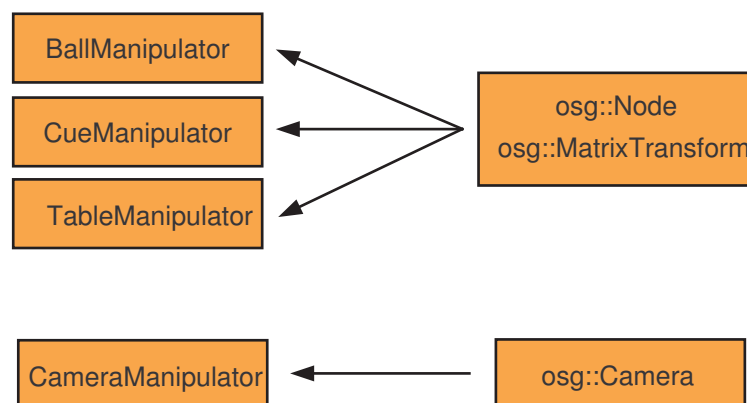 BallManipulator
CueManipulator
TableManipulator
osg::Node
osg::MatrixTransform
CameraManipulator
osg::Camera